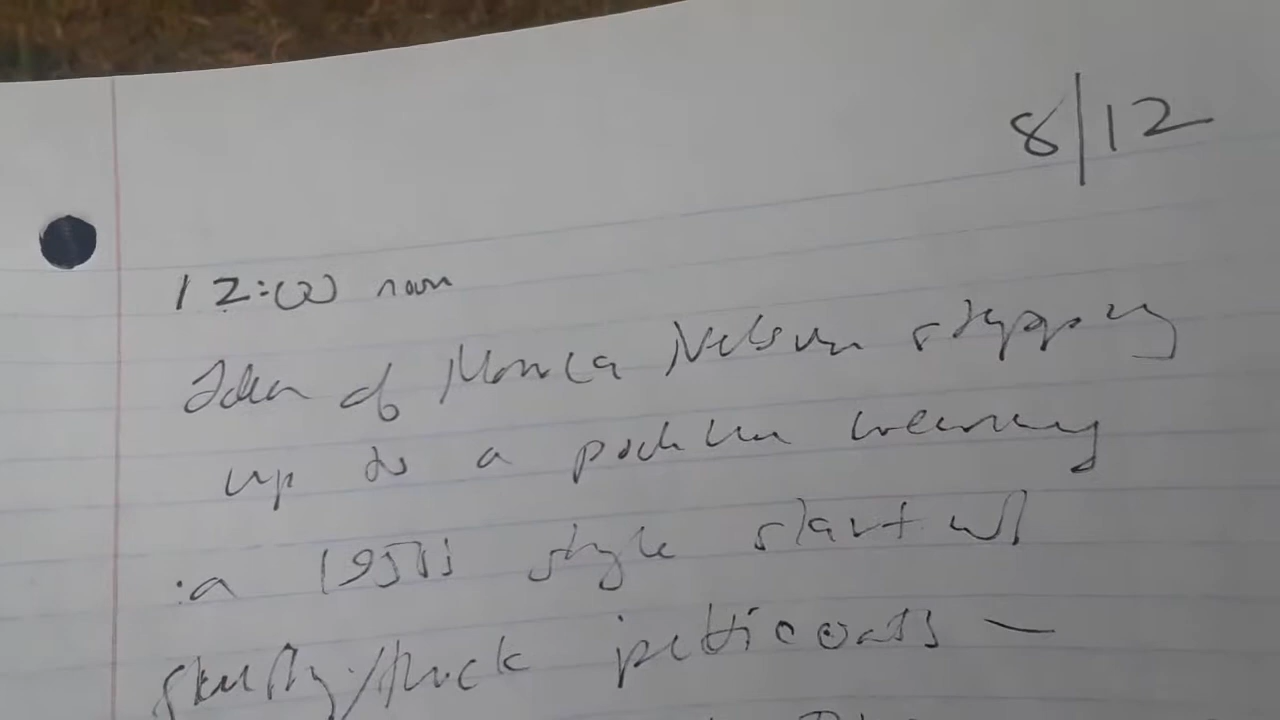 8/12
12:00 noon
Idea of Monica Nelson stepping
up to a podium wearing
a 1950s style skirt w/
fluffy/thick petticoats —